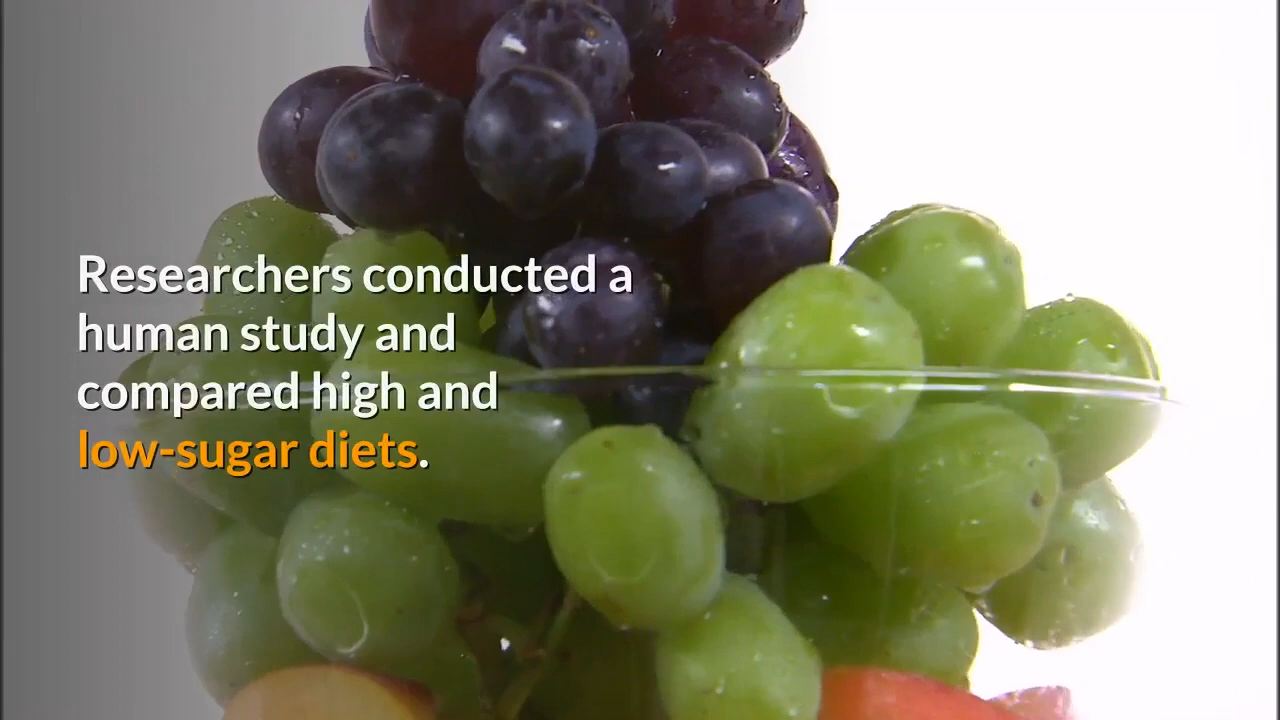 Researchers conducted a
human study and
compared high and
low-sugar diets.